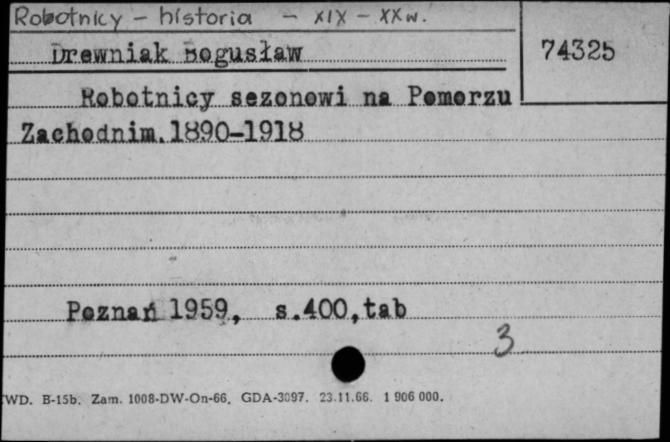 Robotnicy - historia - XIX - XX w.
Drewniak Bogusław
74325
Robotnicy sezonowi na Pomorzu
Zachodnim. 1890-1918
Poznań 1959, s.400,tab
3
WD. B-15b. Zam. 1008-DW-On-66. GDA-3097. 23.11.66. 1 906 000.